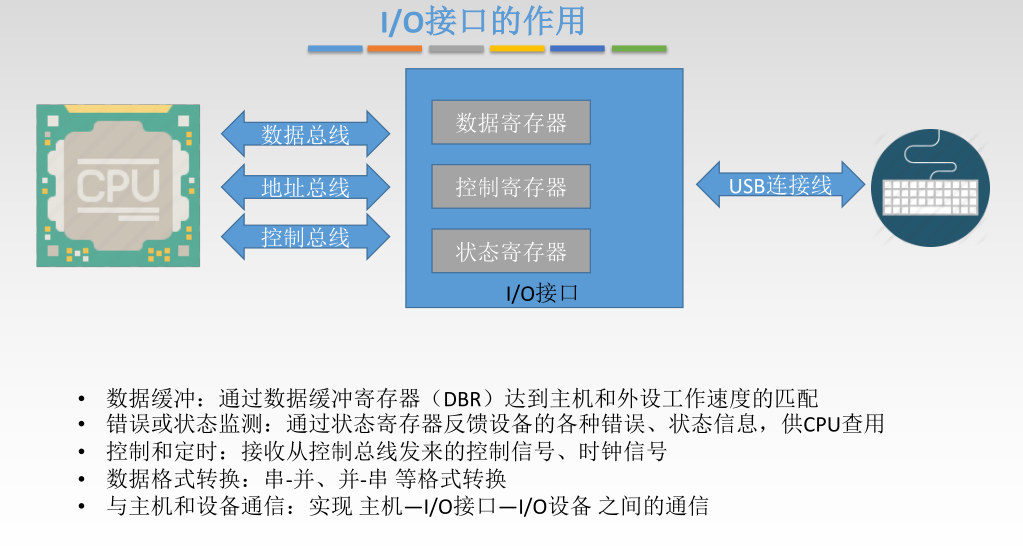 I/O接口的作用
CPU
数据总线
地址总线
控制总线
数据寄存器
控制寄存器
状态寄存器
I/O接口
USB连接线
• 数据缓冲：通过数据缓冲寄存器（DBR）达到主机和外设工作速度的匹配
• 错误或状态监测：通过状态寄存器反馈设备的各种错误、状态信息，供CPU查用
• 控制和定时：接收从控制总线发来的控制信号、时钟信号
• 数据格式转换：串-并、并-串 等格式转换
• 与主机和设备通信：实现 主机—I/O接口—I/O设备 之间的通信